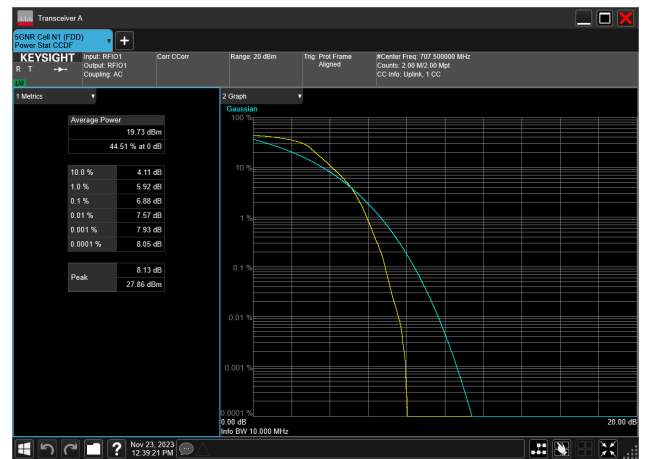 Transceiver A
5GNR Cell N1 (FDD)
Power Stat CCDF
KEYSIGHT
R T
LXI
Input: RFIO1
Output: RFIO1
Coupling: AC
Corr CCorr
Range: 20 dBm
Trig: Prot Frame
Aligned
#Center Freq: 707.500000 MHz
Counts: 2.00 M/2.00 Mpt
CC Info: Uplink, 1 CC
1 Metrics
Average Power
19.73 dBm
44.51 % at 0 dB
10.0 % 4.11 dB
1.0 % 5.92 dB
0.1 % 6.88 dB
0.01 % 7.57 dB
0.001 % 7.93 dB
0.0001 % 8.05 dB
Peak 8.13 dB
27.86 dBm
2 Graph
Gaussian
100 %
10 %
1 %
0.1 %
0.01 %
0.001 %
0.0001 %
0.00 dB 20.00 dB
Info BW 10.000 MHz
Nov 23, 2023
12:39:21 PM